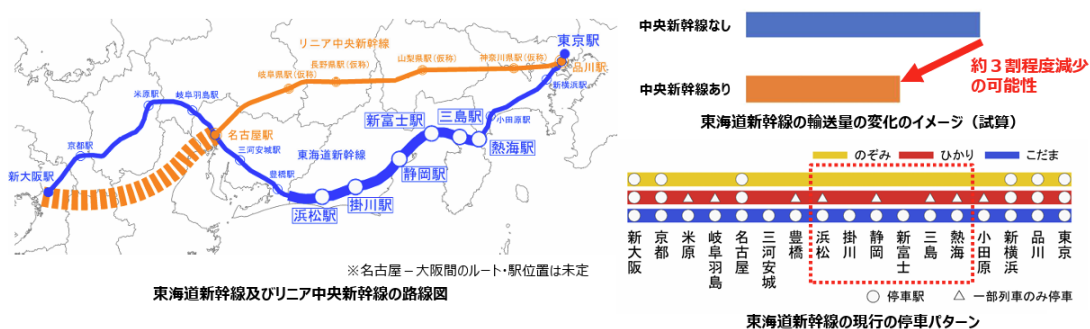 リニア中央新幹線
東京駅
品川駅
神奈川県駅(仮称)
山梨県駅(仮称)
長野県駅(仮称)
岐阜県駅(仮称)
新横浜駅
米原駅
岐阜羽島駅
小田原駅
三島駅
新富士駅
名古屋駅
京都駅
三河安城駅
東海道新幹線
熱海駅
新大阪駅
静岡駅
豊橋駅
掛川駅
浜松駅
※名古屋－大阪間のルート・駅位置は未定
東海道新幹線及びリニア中央新幹線の路線図
中央新幹線なし
約３割程度減少
の可能性
中央新幹線あり
東海道新幹線の輸送量の変化のイメージ（試算）
のぞみ
ひかり
こだま
新大阪
京都
米原
岐阜羽島
名古屋
三河安城
豊橋
浜松
掛川
静岡
新富士
三島
熱海
小田原
新横浜
品川
東京
停車駅
一部列車のみ停車
東海道新幹線の現行の停車パターン